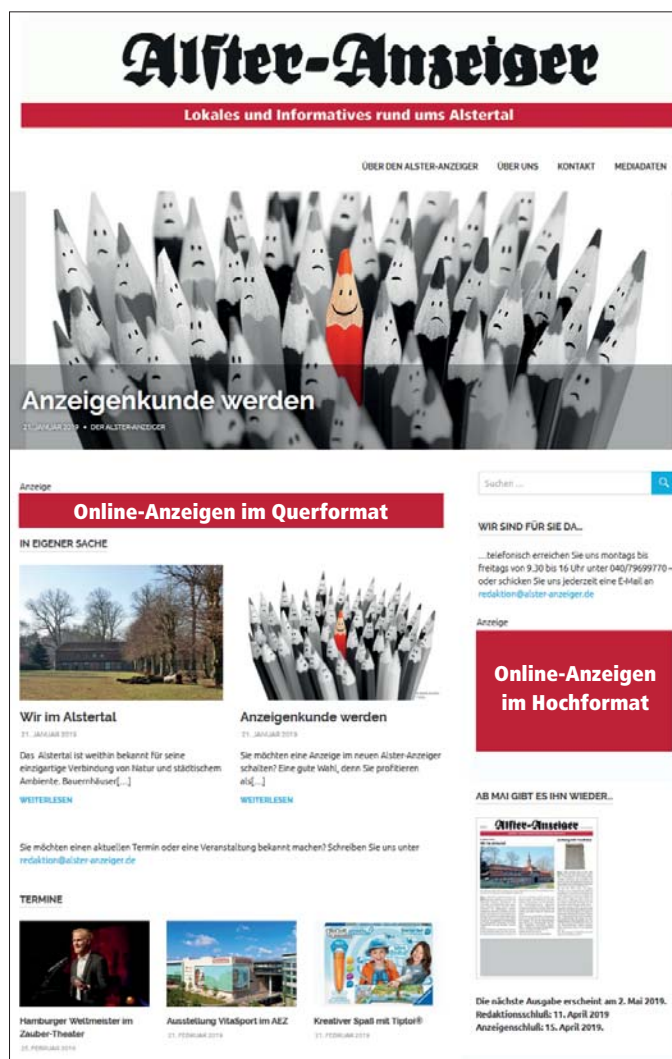 Alster-Anzeiger
Lokales und Informatives rund ums Alstertal
ÜBER DEN ALSTER-ANZEIGER ÜBER UNS KONTAKT MEDIADATEN
Anzeigenkunde werden
21. JANUAR 2019 • DER ALSTER-ANZEIGER
Anzeige
Online-Anzeigen im Querformat
IN EIGENER SACHE
Wir im Alstertal
21. JANUAR 2019
Das Alstertal ist weithin bekannt für seine
einzigartige Verbindung von Natur und städtischem
Ambiente. Bauernhäuser[...]
WEITERLESEN
Anzeigenkunde werden
21. JANUAR 2019
Sie möchten eine Anzeige im neuen Alster-Anzeiger
schalten? Eine gute Wahl, denn Sie profitieren
als[...]
WEITERLESEN
Sie möchten einen aktuellen Termin oder eine Veranstaltung bekannt machen? Schreiben Sie uns unter
redaktion@alster-anzeiger.de
TERMINE
Hamburger Weltmeister im
Zauber-Theater
25. FEBRUAR 2019
Ausstellung VitaSport im AEZ
21. FEBRUAR 2019
Kreativer Spaß mit Tiptoi®
21. FEBRUAR 2019
Suchen ...
WIR SIND FÜR SIE DA...
...telefonisch erreichen Sie uns montags bis
freitags von 9.30 bis 16 Uhr unter 040/79699770 –
oder schicken Sie uns jederzeit eine E-Mail an
redaktion@alster-anzeiger.de
Anzeige
Online-Anzeigen
im Hochformat
AB MAI GIBT ES IHN WIEDER...
Alster-Anzeiger
Die nächste Ausgabe erscheint am 2. Mai 2019.
Redaktionsschluß: 11. April 2019
Anzeigenschluß: 15. April 2019.